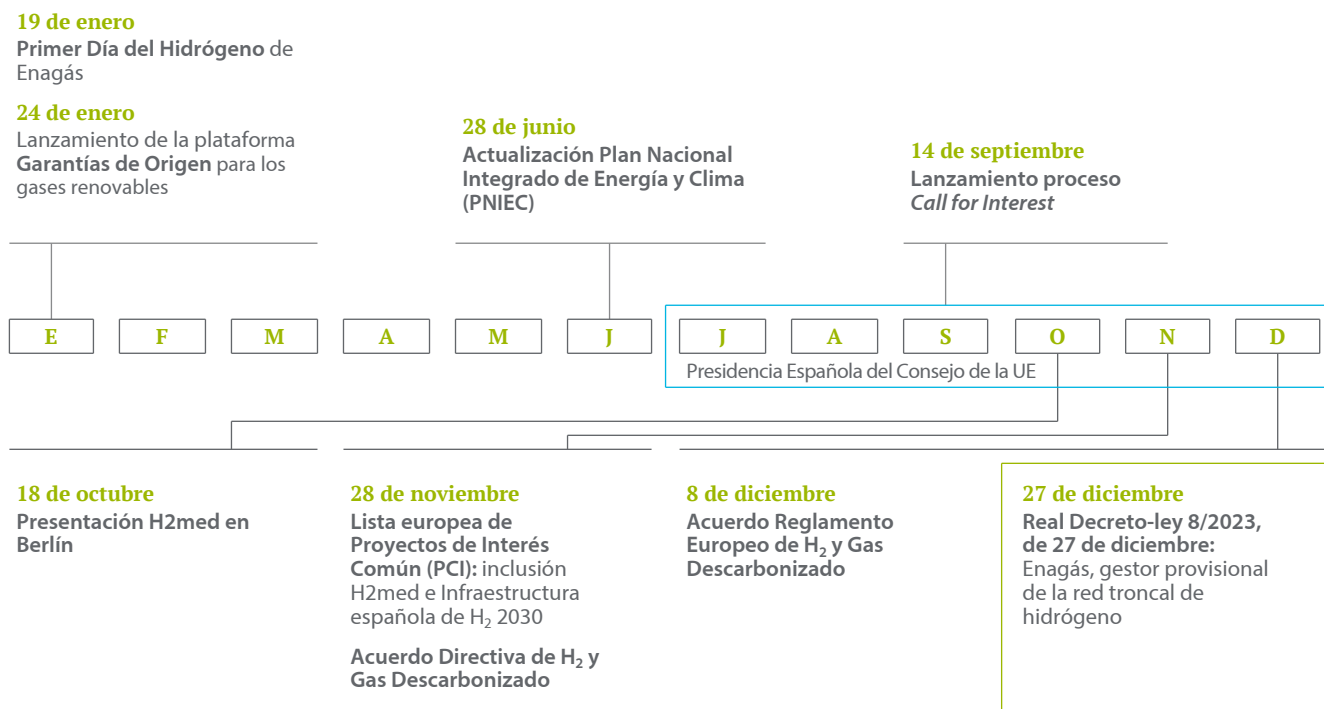 19 de enero
Primer Día del Hidrógeno de
Enagás
24 de enero
Lanzamiento de la plataforma
Garantías de Origen para los
gases renovables
28 de junio
Actualización Plan Nacional
Integrado de Energía y Clima
(PNIEC)
14 de septiembre
Lanzamiento proceso
Call for Interest
E F M A M J J A S O N D
Presidencia Española del Consejo de la UE
18 de octubre
Presentación H2med en
Berlín
28 de noviembre
Lista europea de
Proyectos de Interés
Común (PCI): inclusión
H2med e Infraestructura
española de H₂ 2030
Acuerdo Directiva de H₂ y
Gas Descarbonizado
8 de diciembre
Acuerdo Reglamento
Europeo de H₂ y Gas
Descarbonizado
27 de diciembre
Real Decreto-ley 8/2023,
de 27 de diciembre:
Enagás, gestor provisional
de la red troncal de
hidrógeno